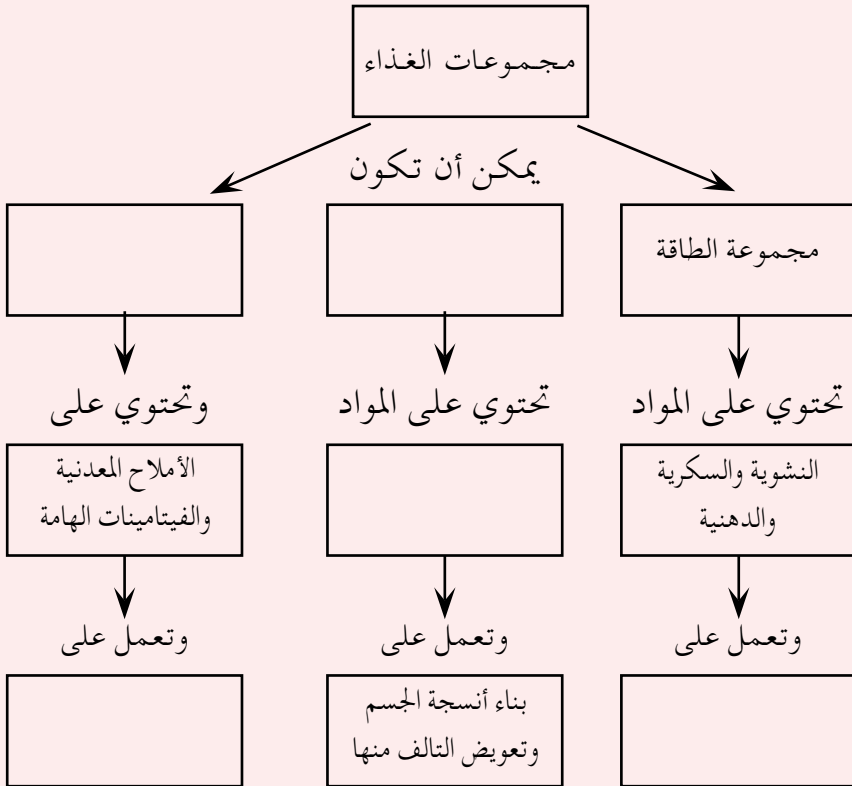 مجموعات الغذاء
يمكن أن تكون
مجموعة الطاقة
تحتوي على المواد
تحتوي على المواد
وتحتوي على
النشوية والسكرية
والدهنية
الأملاح المعدنية
والفيتامينات الهامة
وتعمل على
وتعمل على
وتعمل على
بناء أنسجة الجسم
وتعويض التالف منها